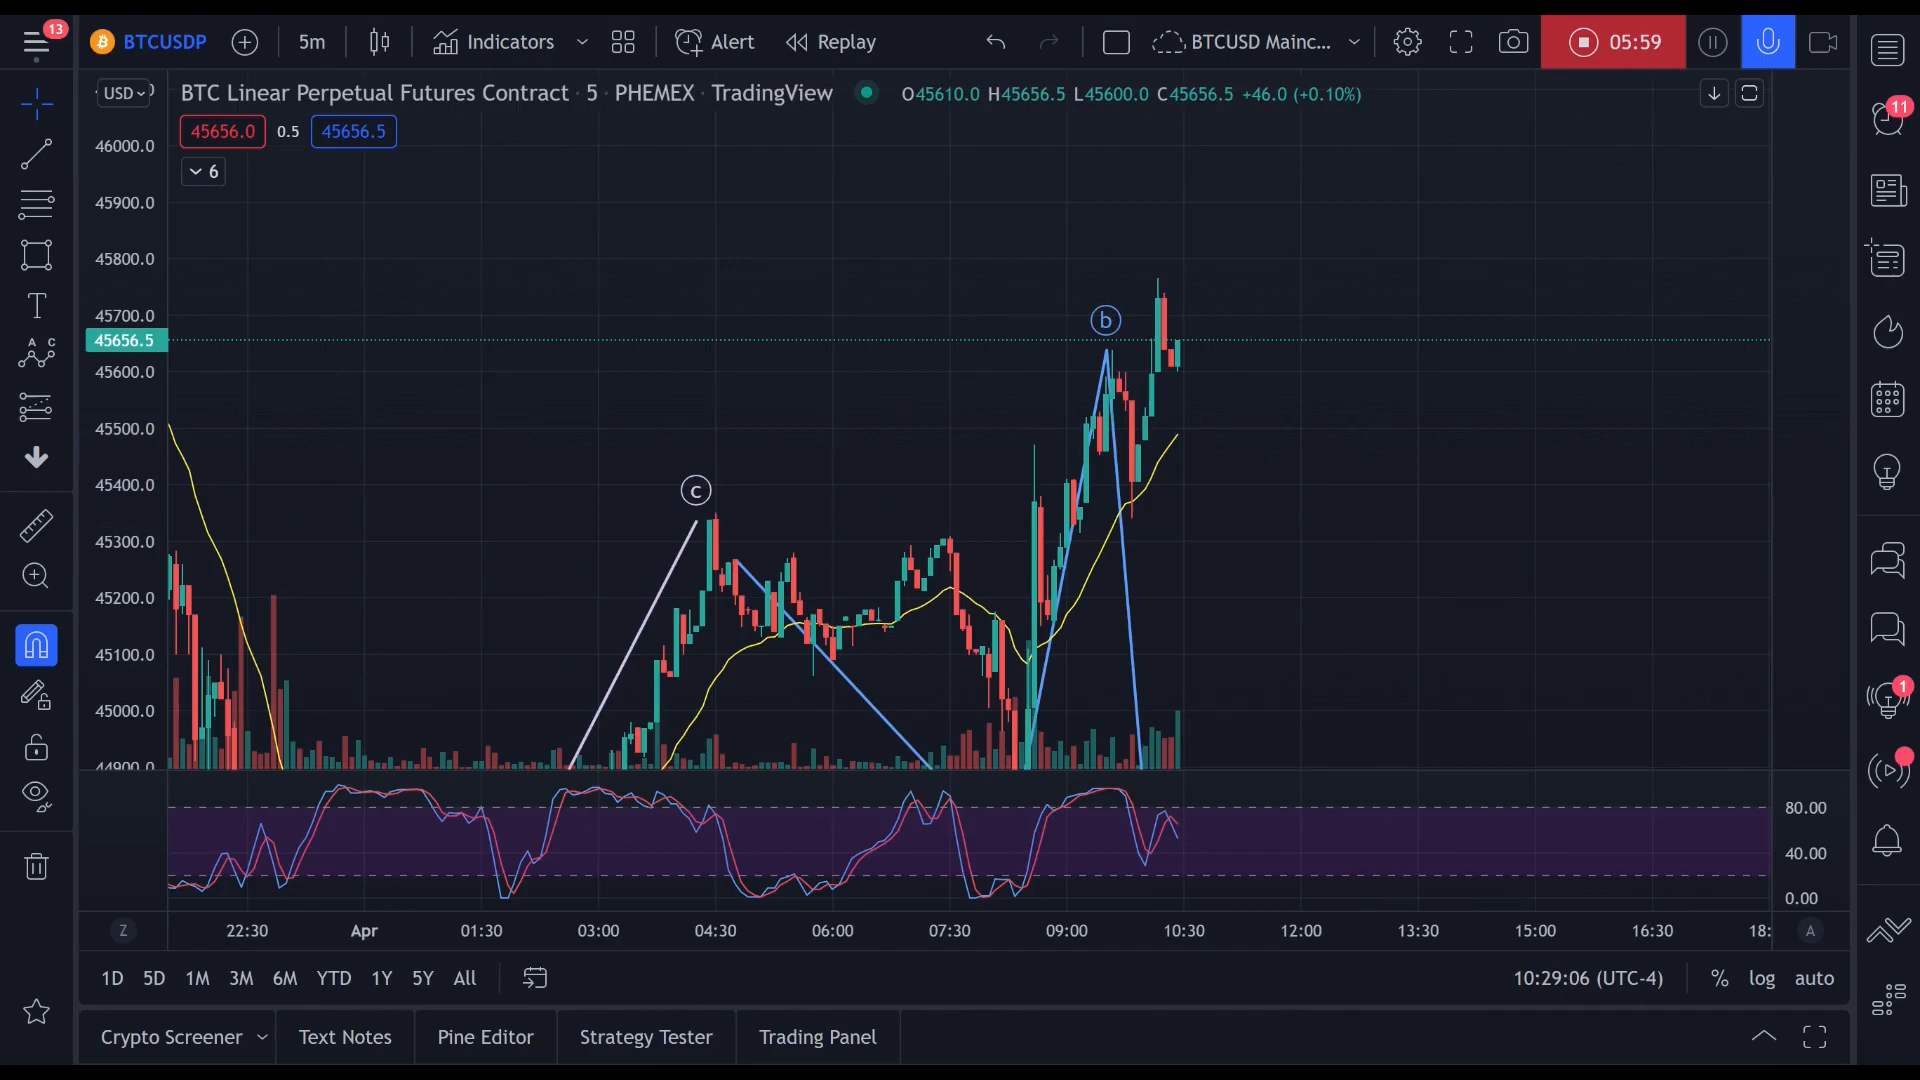 13
BTCUSDP
5m
Indicators
Alert
Replay
BTCUSD Mainc...
05:59
USD
BTC Linear Perpetual Futures Contract · 5 · PHEMEX · TradingView
O45610.0 H45656.5 L45600.0 C45656.5 +46.0 (+0.10%)
45656.0 0.5 45656.5
6
11
46000.0
45900.0
45800.0
45700.0
45656.5
45600.0
45500.0
45400.0
45300.0
45200.0
45100.0
45000.0
44900.0
b
c
T
A C
1
80.00
40.00
0.00
Z 22:30 Apr 01:30 03:00 04:30 06:00 07:30 09:00 10:30 12:00 13:30 15:00 16:30 18: A
1D 5D 1M 3M 6M YTD 1Y 5Y All
10:29:06 (UTC-4) % log auto
Crypto Screener Text Notes Pine Editor Strategy Tester Trading Panel